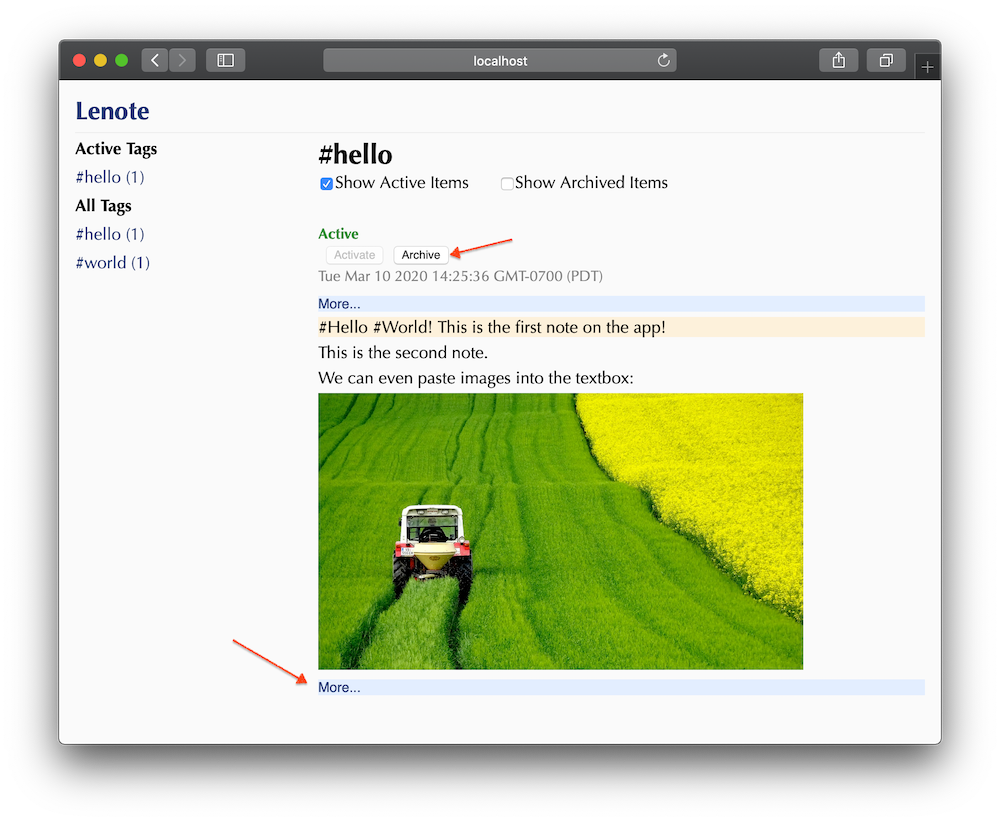 localhost
Lenote
Active Tags
#hello (1)
All Tags
#hello (1)
#world (1)
#hello
Show Active Items Show Archived Items
Active
Activate Archive
Tue Mar 10 2020 14:25:36 GMT-0700 (PDT)
More...
#Hello #World! This is the first note on the app!
This is the second note.
We can even paste images into the textbox:
More...